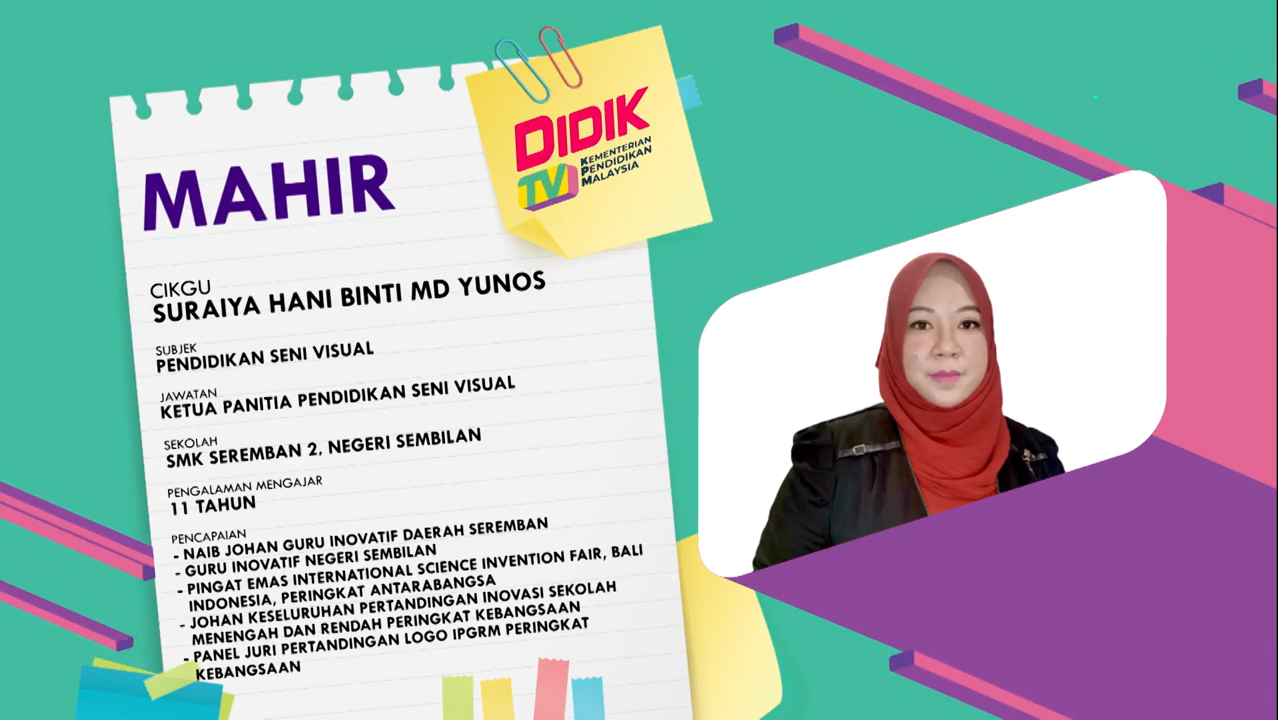 DIDIK
TV
KEMENTERIAN
PENDIDIKAN
MALAYSIA
MAHIR
CIKGU
SURAIYA HANI BINTI MD YUNOS
SUBJEK
PENDIDIKAN SENI VISUAL
JAWATAN
KETUA PANITIA PENDIDIKAN SENI VISUAL
SEKOLAH
SMK SEREMBAN 2, NEGERI SEMBILAN
PENGALAMAN MENGAJAR
11 TAHUN
PENCAPAIAN
- NAIB JOHAN GURU INOVATIF DAERAH SEREMBAN
- GURU INOVATIF NEGERI SEMBILAN
- PINGAT EMAS INTERNATIONAL SCIENCE INVENTION FAIR, BALI
INDONESIA, PERINGKAT ANTARABANGSA
- JOHAN KESELURUHAN PERTANDINGAN INOVASI SEKOLAH
MENENGAH DAN RENDAH PERINGKAT KEBANGSAAN
- PANEL JURI PERTANDINGAN LOGO IPGRM PERINGKAT
KEBANGSAAN